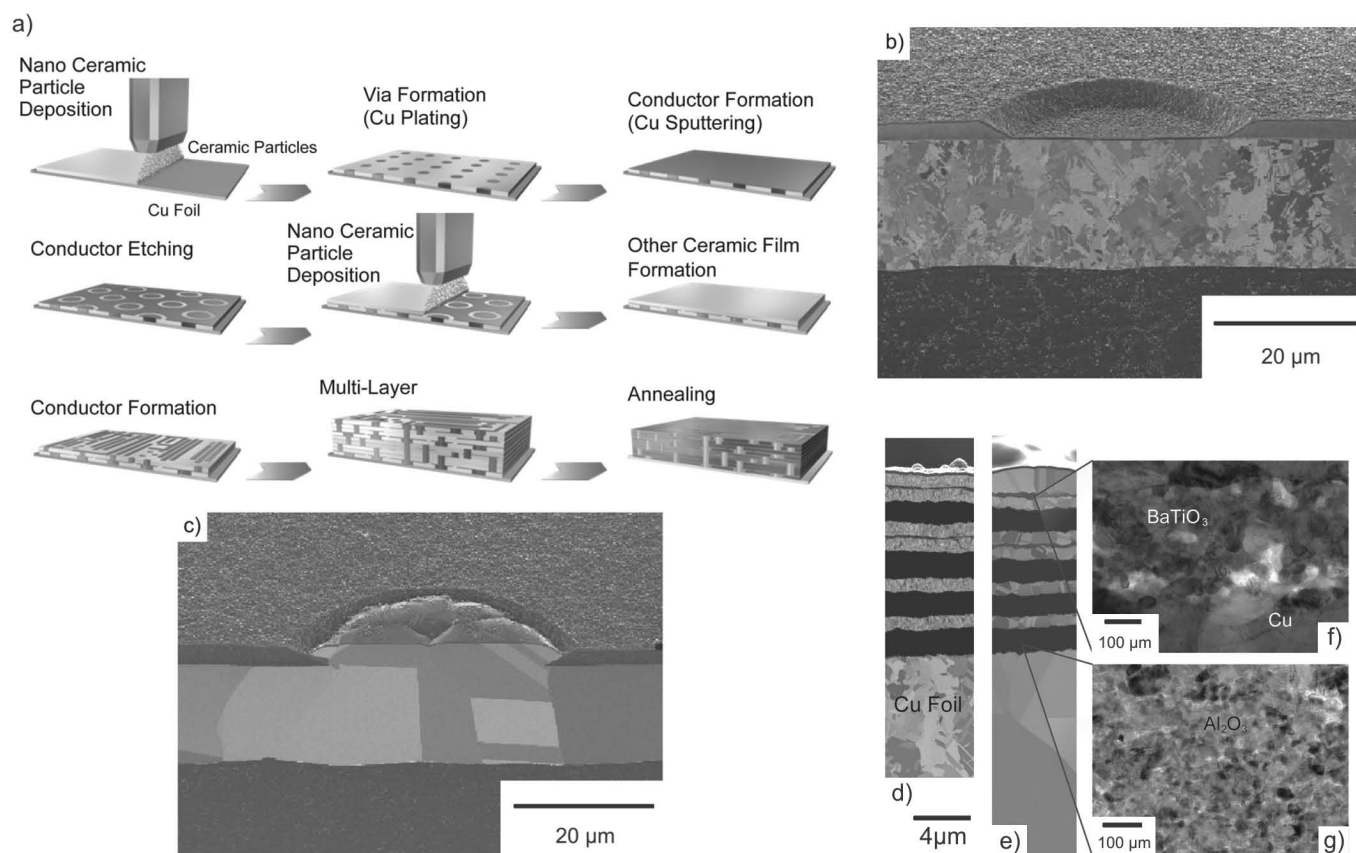 a)
Nano Ceramic
Particle
Deposition
Ceramic Particles
Cu Foil
Via Formation
(Cu Plating)
Conductor Formation
(Cu Sputtering)
Conductor Etching
Nano Ceramic
Particle
Deposition
Other Ceramic Film
Formation
Conductor Formation
Multi-Layer
Annealing
b)
20 µm
c)
20 µm
Cu Foil
d)
4µm
e)
BaTiO₃
Cu
100 µm
f)
Al₂O₃
100 µm
g)